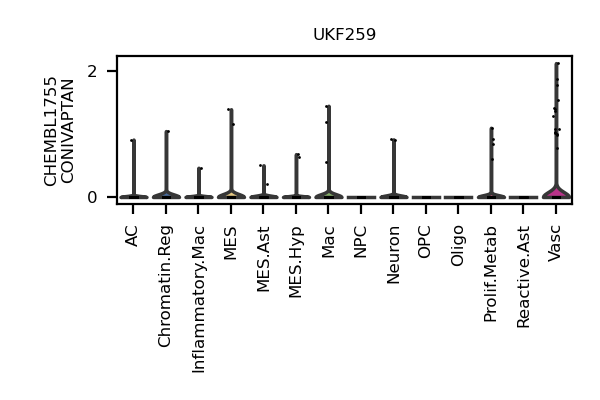 UKF259
CHEMBL1755
CONIVAPTAN
2
0
AC
Chromatin.Reg
Inflammatory.Mac
MES
MES.Ast
MES.Hyp
Mac
NPC
Neuron
OPC
Oligo
Prolif.Metab
Reactive.Ast
Vasc